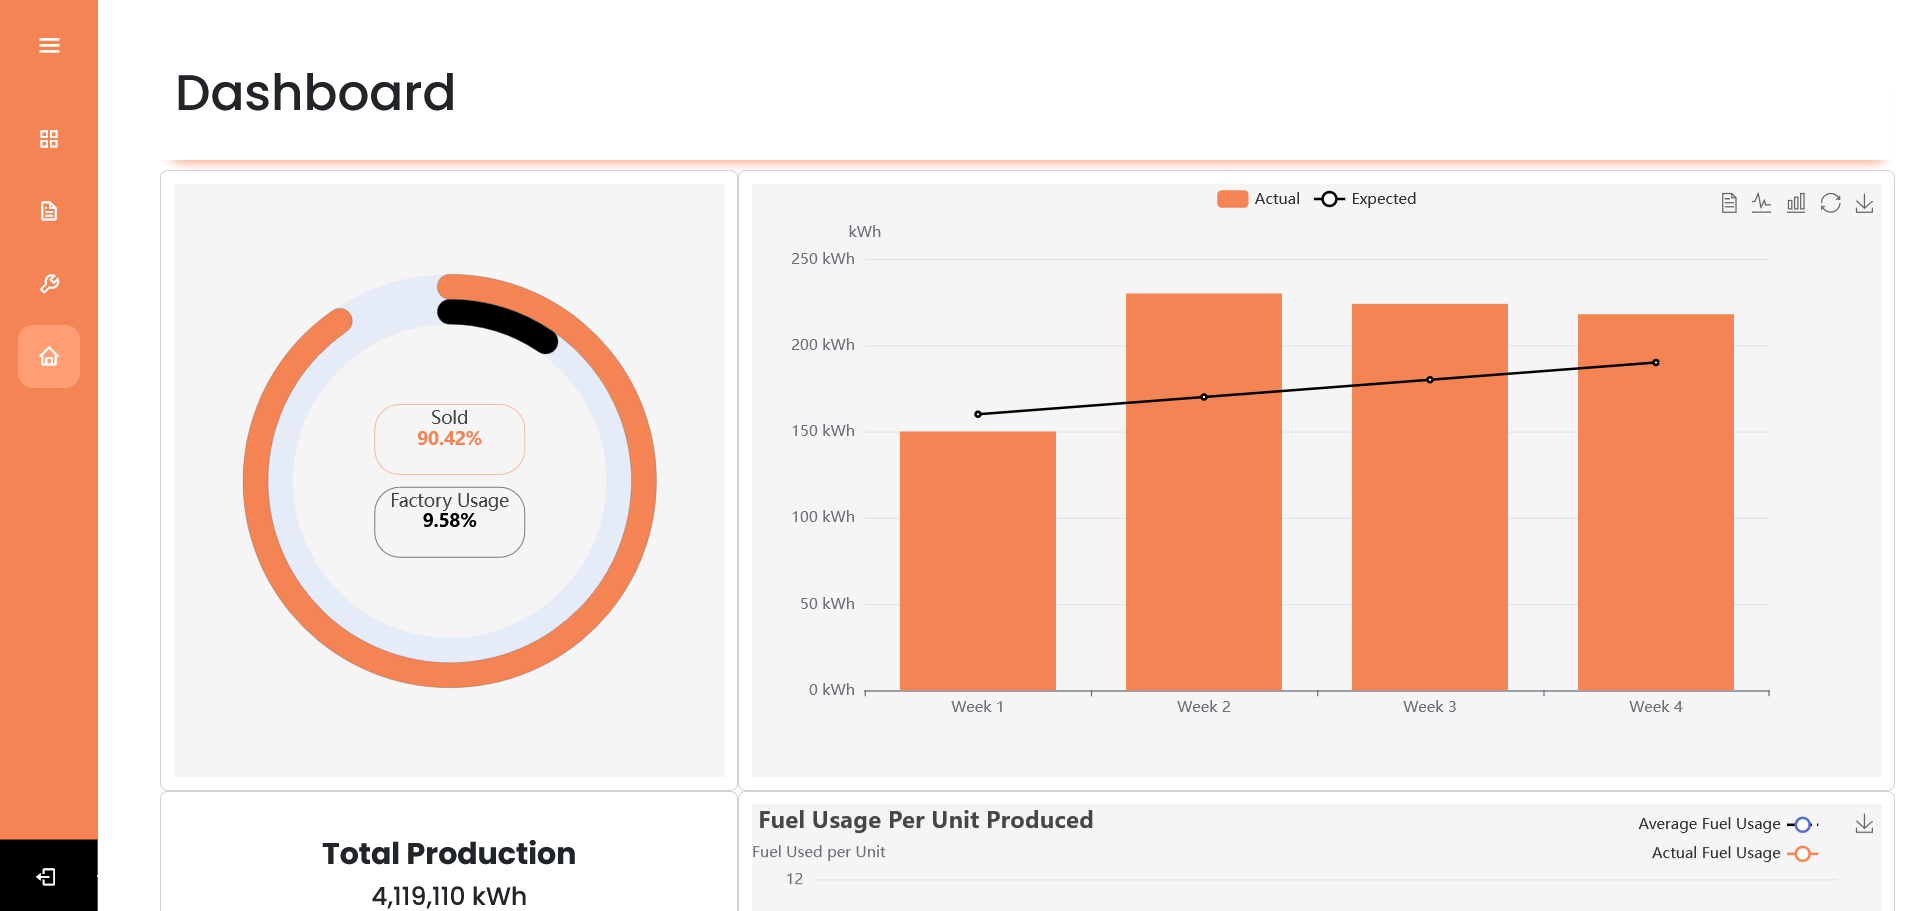 Dashboard
Sold
90.42%
Factory Usage
9.58%
Actual
Expected
kWh
250 kWh
200 kWh
150 kWh
100 kWh
50 kWh
0 kWh
Week 1
Week 2
Week 3
Week 4
Total Production
4,119,110 kWh
Fuel Usage Per Unit Produced
Average Fuel Usage
Fuel Used per Unit
Actual Fuel Usage
12